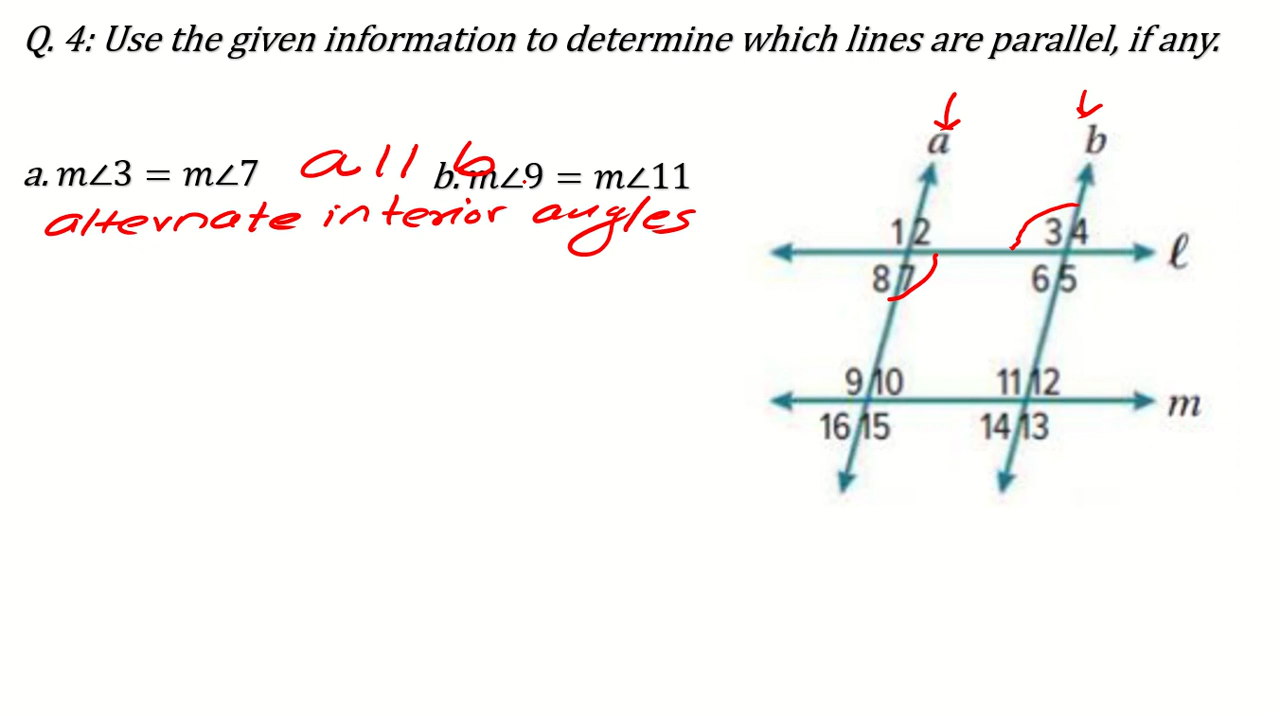 Q. 4: Use the given information to determine which lines are parallel, if any.
a. m∠3 = m∠7 a || b b. m∠9 = m∠11
alternate interior angles
a b
1 2 3 4 ℓ
8 7 6 5
9 10 11 12 m
16 15 14 13